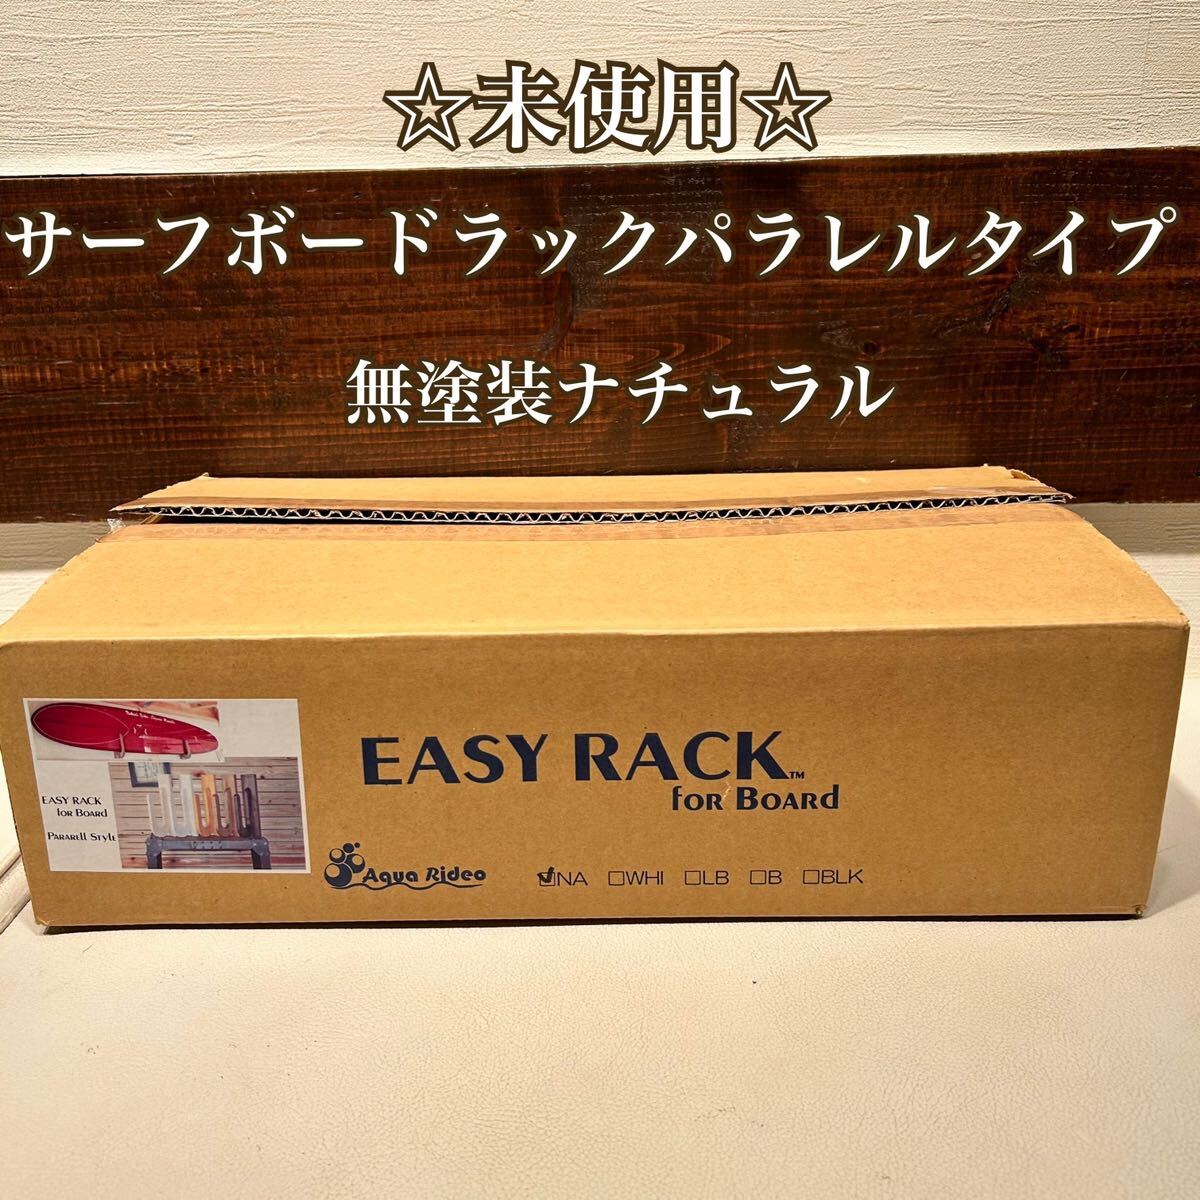 ☆未使用☆
サーフボードラックパラレルタイプ
無塗装ナチュラル
EASY RACK
for Board
Pararell Style
EASY RACK™
for Board
Aqua Rideo
☑NA □WHI □LB □B □BLK